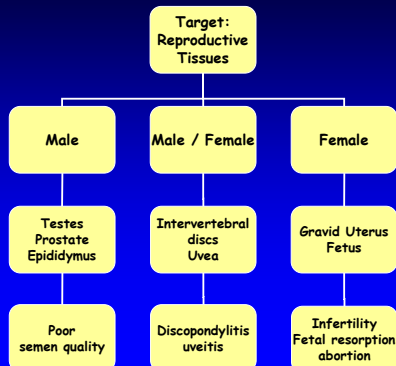 Target:
Reproductive
Tissues
Male
Male / Female
Female
Testes
Prostate
Epididymus
Intervertebral
discs
Uvea
Gravid Uterus
Fetus
Poor
semen quality
Discopondylitis
uveitis
Infertility
Fetal resorption
abortion